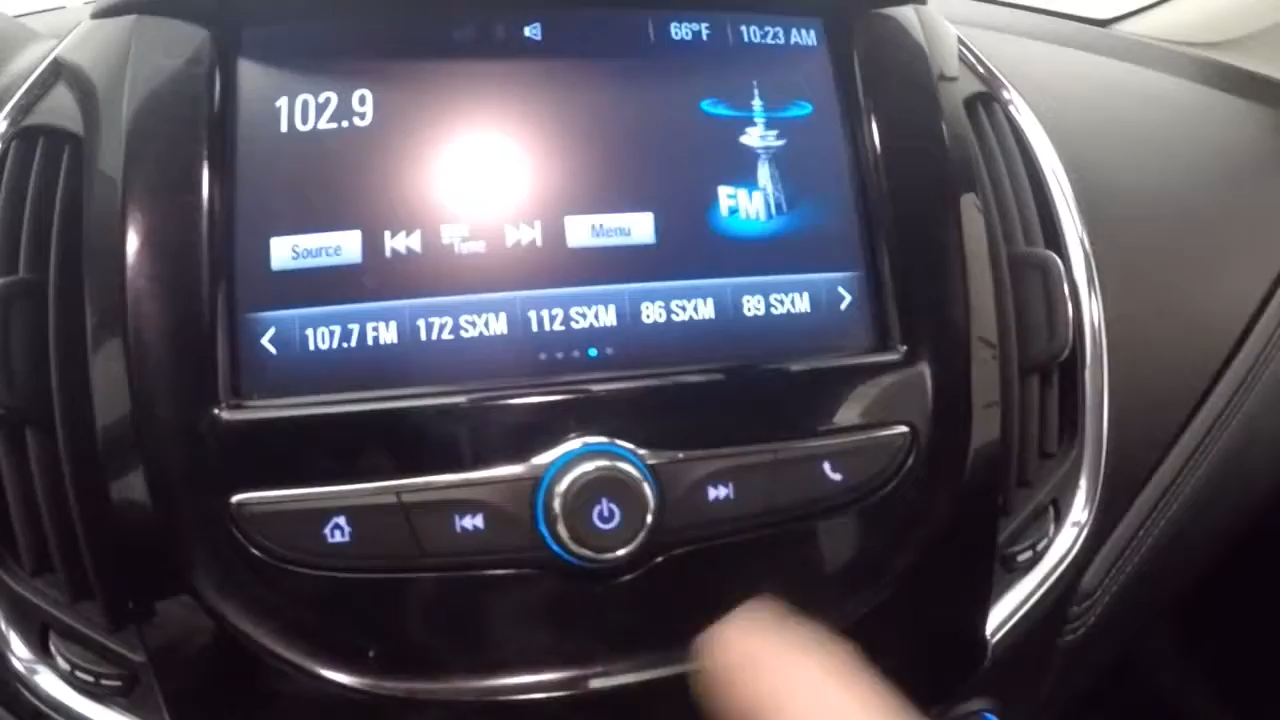 66°F 10:23 AM
102.9
FM
Source Type Menu
107.7 FM 172 SXM 112 SXM 86 SXM 89 SXM